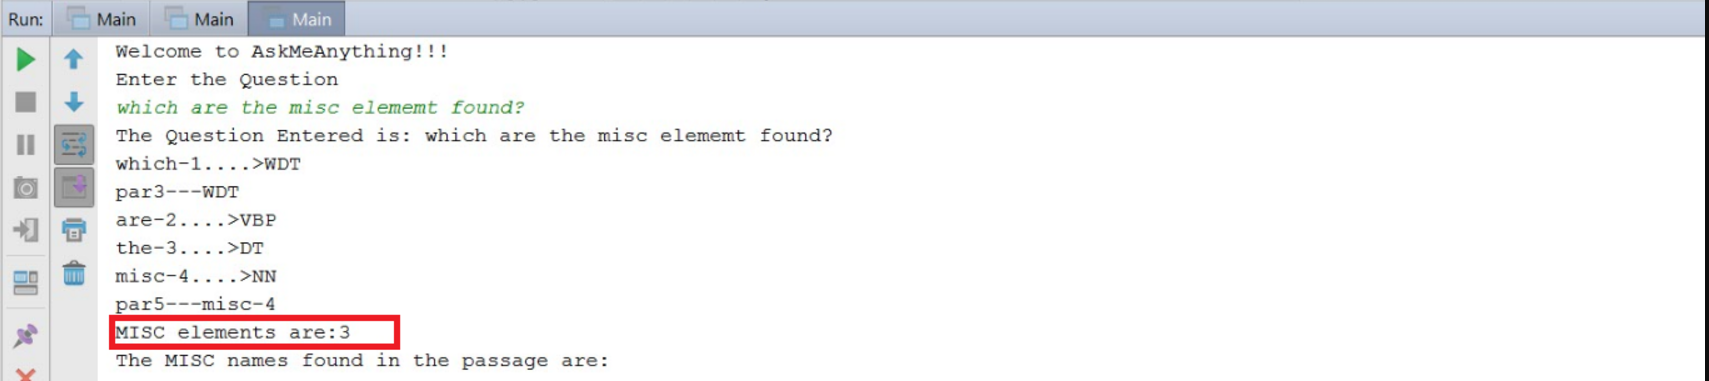 Run: Main Main Main
Welcome to AskMeAnything!!!
Enter the Question
which are the misc elememt found?
The Question Entered is: which are the misc elememt found?
which-1....>WDT
par3---WDT
are-2....>VBP
the-3....>DT
misc-4....>NN
par5---misc-4
MISC elements are:3
The MISC names found in the passage are: